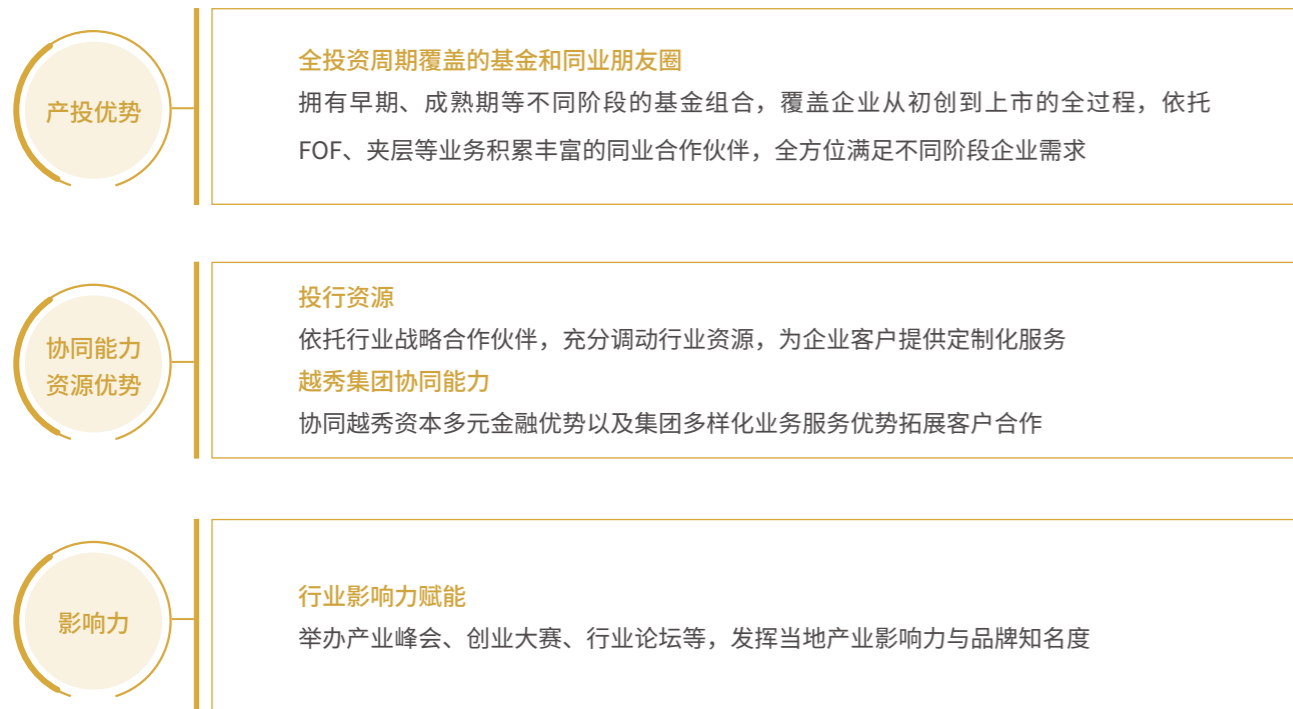 产投优势
全投资周期覆盖的基金和同业朋友圈
拥有早期、成熟期等不同阶段的基金组合，覆盖企业从初创到上市的全过程，依托
FOF、夹层等业务积累丰富的同业合作伙伴，全方位满足不同阶段企业需求
协同能力
资源优势
投行资源
依托行业战略合作伙伴，充分调动行业资源，为企业客户提供定制化服务
越秀集团协同能力
协同越秀资本多元金融优势以及集团多样化业务服务优势拓展客户合作
影响力
行业影响力赋能
举办产业峰会、创业大赛、行业论坛等，发挥当地产业影响力与品牌知名度